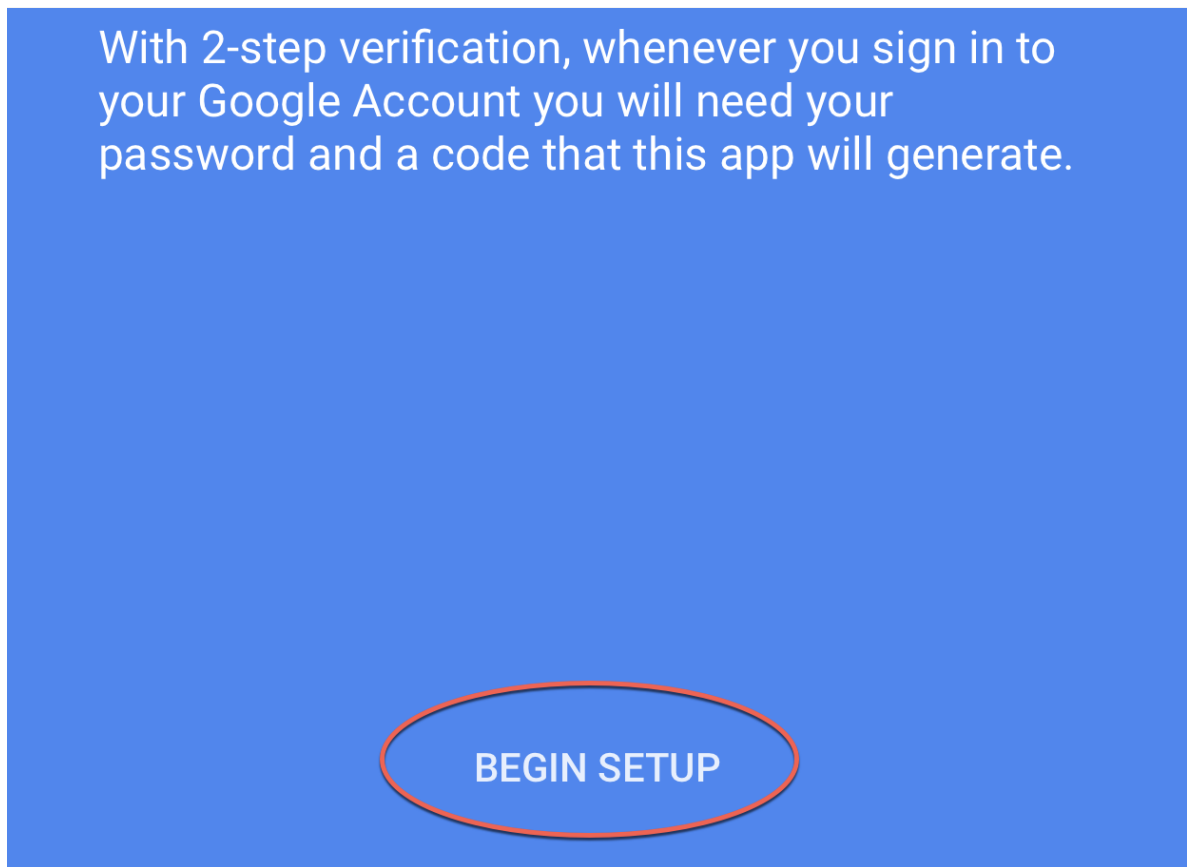 With 2-step verification, whenever you sign in to
your Google Account you will need your
password and a code that this app will generate.
BEGIN SETUP